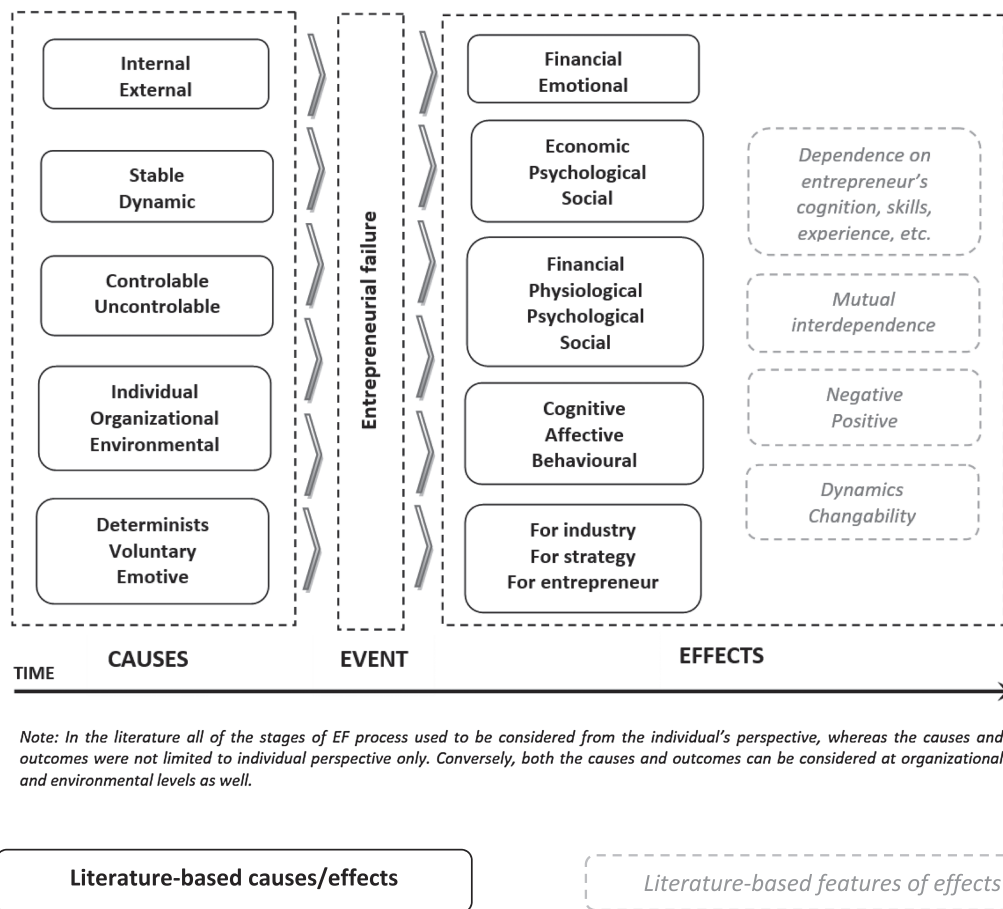 Internal
External
Stable
Dynamic
Controlable
Uncontrolable
Individual
Organizational
Environmental
Determinists
Voluntary
Emotive
Entrepreneurial failure
Financial
Emotional
Economic
Psychological
Social
Financial
Physiological
Psychological
Social
Cognitive
Affective
Behavioural
For industry
For strategy
For entrepreneur
Dependence on
entrepreneur's
cognition, skills,
experience, etc.
Mutual
interdependence
Negative
Positive
Dynamics
Changability
CAUSES
EVENT
EFFECTS
TIME
Note: In the literature all of the stages of EF process used to be considered from the individual's perspective, whereas the causes and
outcomes were not limited to individual perspective only. Conversely, both the causes and outcomes can be considered at organizational
and environmental levels as well.
Literature-based causes/effects
Literature-based features of effects